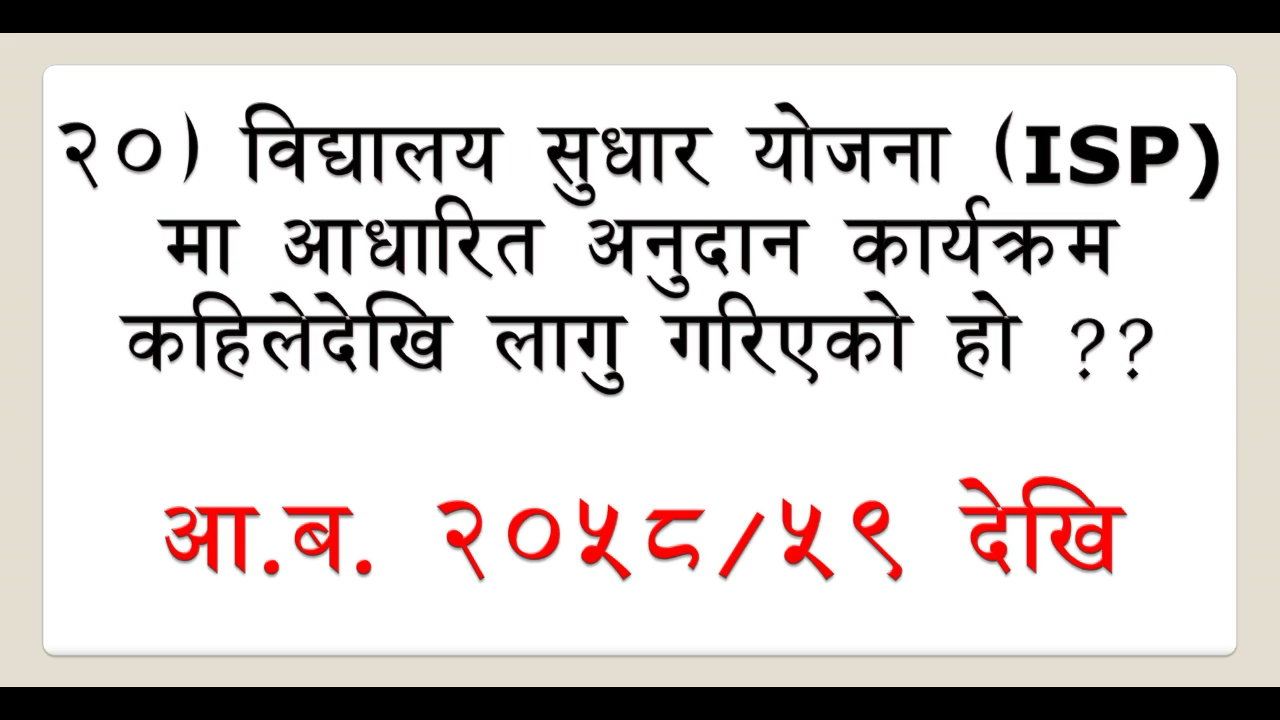 २०) विद्यालय सुधार योजना (ISP)
मा आधारित अनुदान कार्यक्रम
कहिलेदेखि लागु गरिएको हो ??
आ.ब. २०५८/५९ देखि